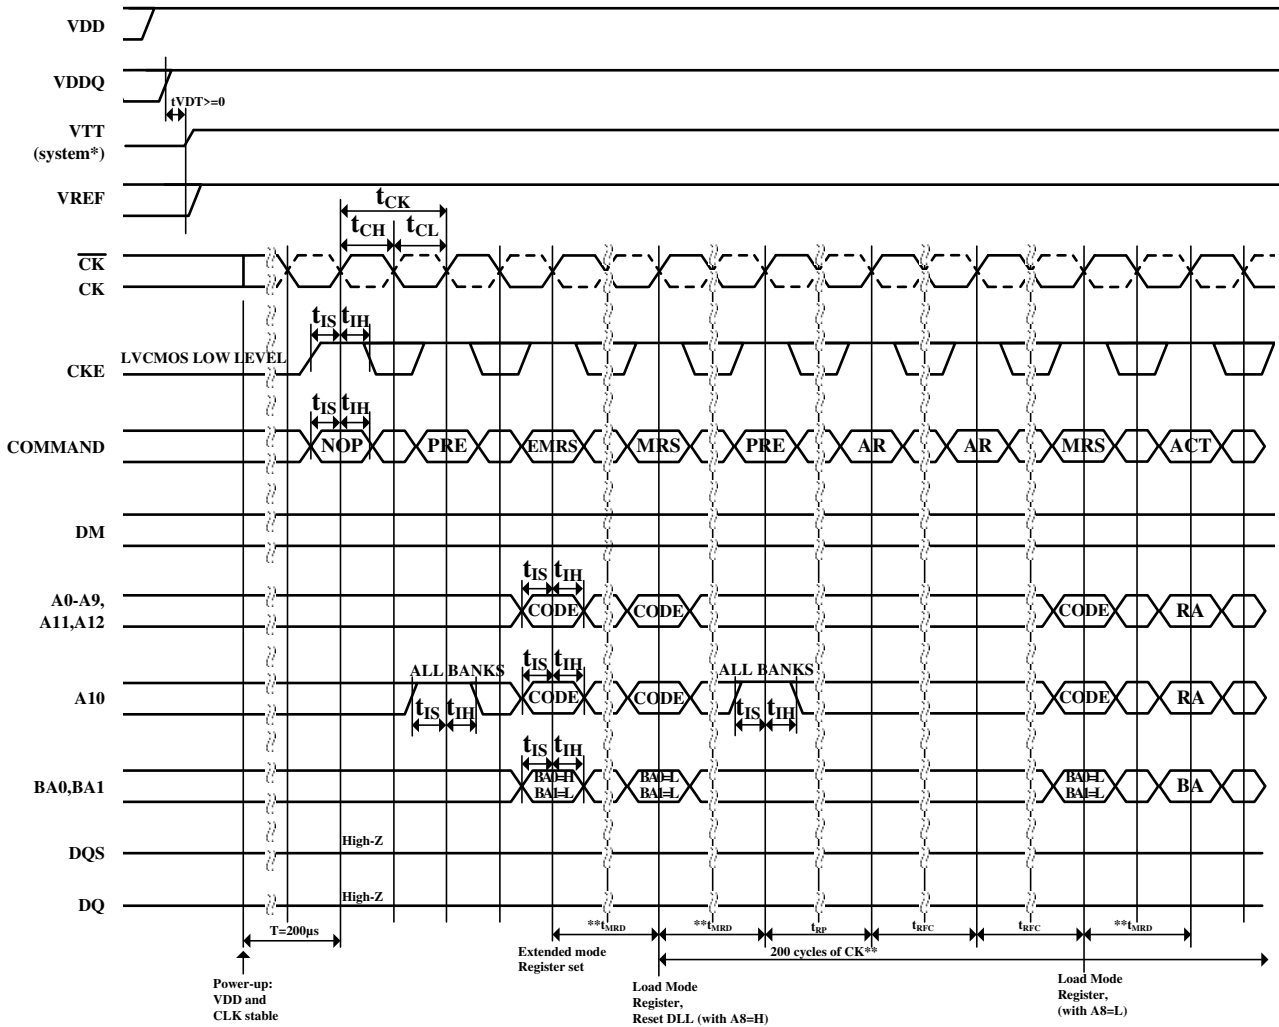 VDD
VDDQ
tVDT>=0
VTT
(system*)
VREF
tCK
tCH tCL
CK
CK
tIS tIH
LVCMOS LOW LEVEL
CKE
tIS tIH
COMMAND NOP PRE EMRS MRS PRE AR AR MRS ACT
DM
tIS tIH
A0-A9,
A11,A12
CODE CODE CODE RA
ALL BANKS tIS tIH ALL BANKS
A10 CODE CODE CODE RA
tIS tIH tIS tIH
tIS tIH
BA0,BA1
BA0=H BA0=L BA0=L
BA1=L BA1=L BA1=L
BA
High-Z
DQS
High-Z
DQ
T=200µs
**tMRD **tMRD tRP tRFC tRFC **tMRD
Extended mode
Register set
200 cycles of CK**
Power-up:
VDD and
CLK stable
Load Mode
Register,
Reset DLL (with A8=H)
Load Mode
Register,
(with A8=L)